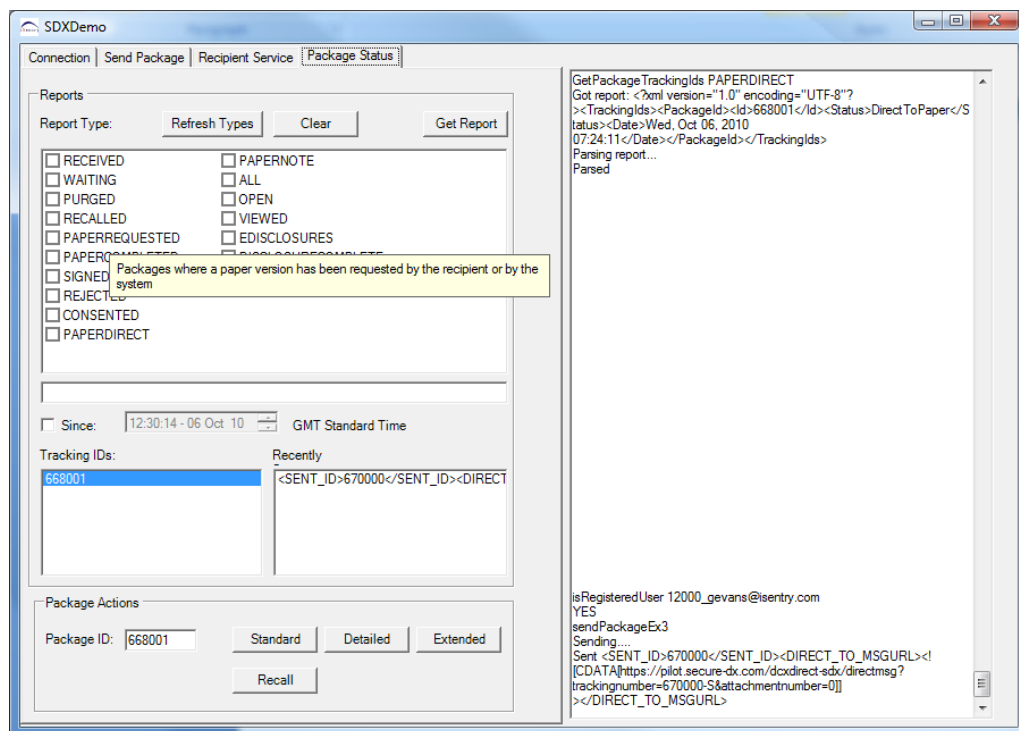 SDXDemo
Connection
Send Package
Recipient Service
Package Status
Reports
Report Type:
Refresh Types
Clear
Get Report
RECEIVED
WAITING
PURGED
RECALLED
PAPERREQUESTED
SIGNED
REJECTED
CONSENTED
PAPERDIRECT
PAPERNOTE
ALL
OPEN
VIEWED
EDISCLOSURES
Packages where a paper version has been requested by the recipient or by the
system
Since:
12:30:14 - 06 Oct 10
GMT Standard Time
Tracking IDs:
668001
Recently
<SENT_ID>670000</SENT_ID><DIRECT
Package Actions
Package ID:
668001
Standard
Detailed
Extended
Recall
GetPackageTrackingIds PAPERDIRECT
Got report: <?xml version="1.0" encoding="UTF-8"?
><TrackingIds><PackageId><Id>668001</Id><Status>DirectToPaper</S
tatus><Date>Wed, Oct 06, 2010
07:24:11</Date></PackageId></TrackingIds>
Parsing report...
Parsed
isRegisteredUser 12000_gevans@isentry.com
YES
sendPackageEx3
Sending....
Sent <SENT_ID>670000</SENT_ID><DIRECT_TO_MSGURL><!
[CDATA[https://pilot.secure-dx.com/dcxdirect-sdx/directmsg?
trackingnumber=670000-S&attachmentnumber=0]]
></DIRECT_TO_MSGURL>